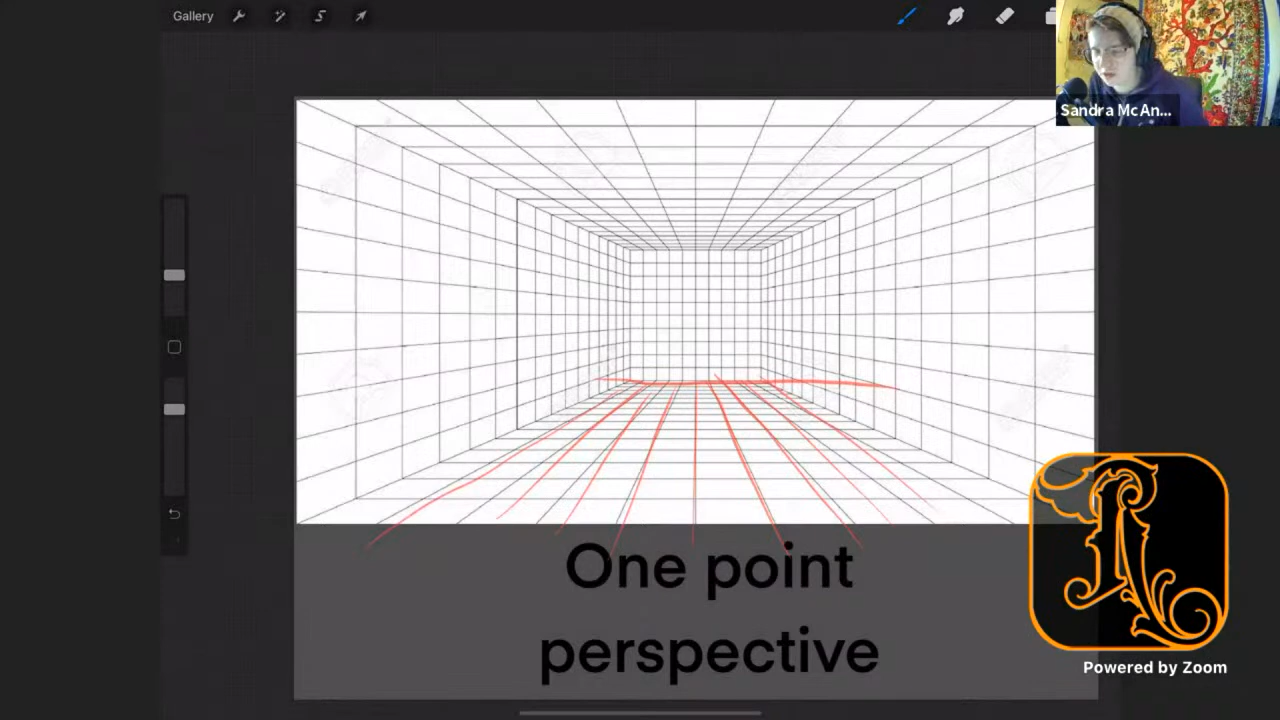 Gallery
Sandra McAn...
One point
perspective
Powered by Zoom